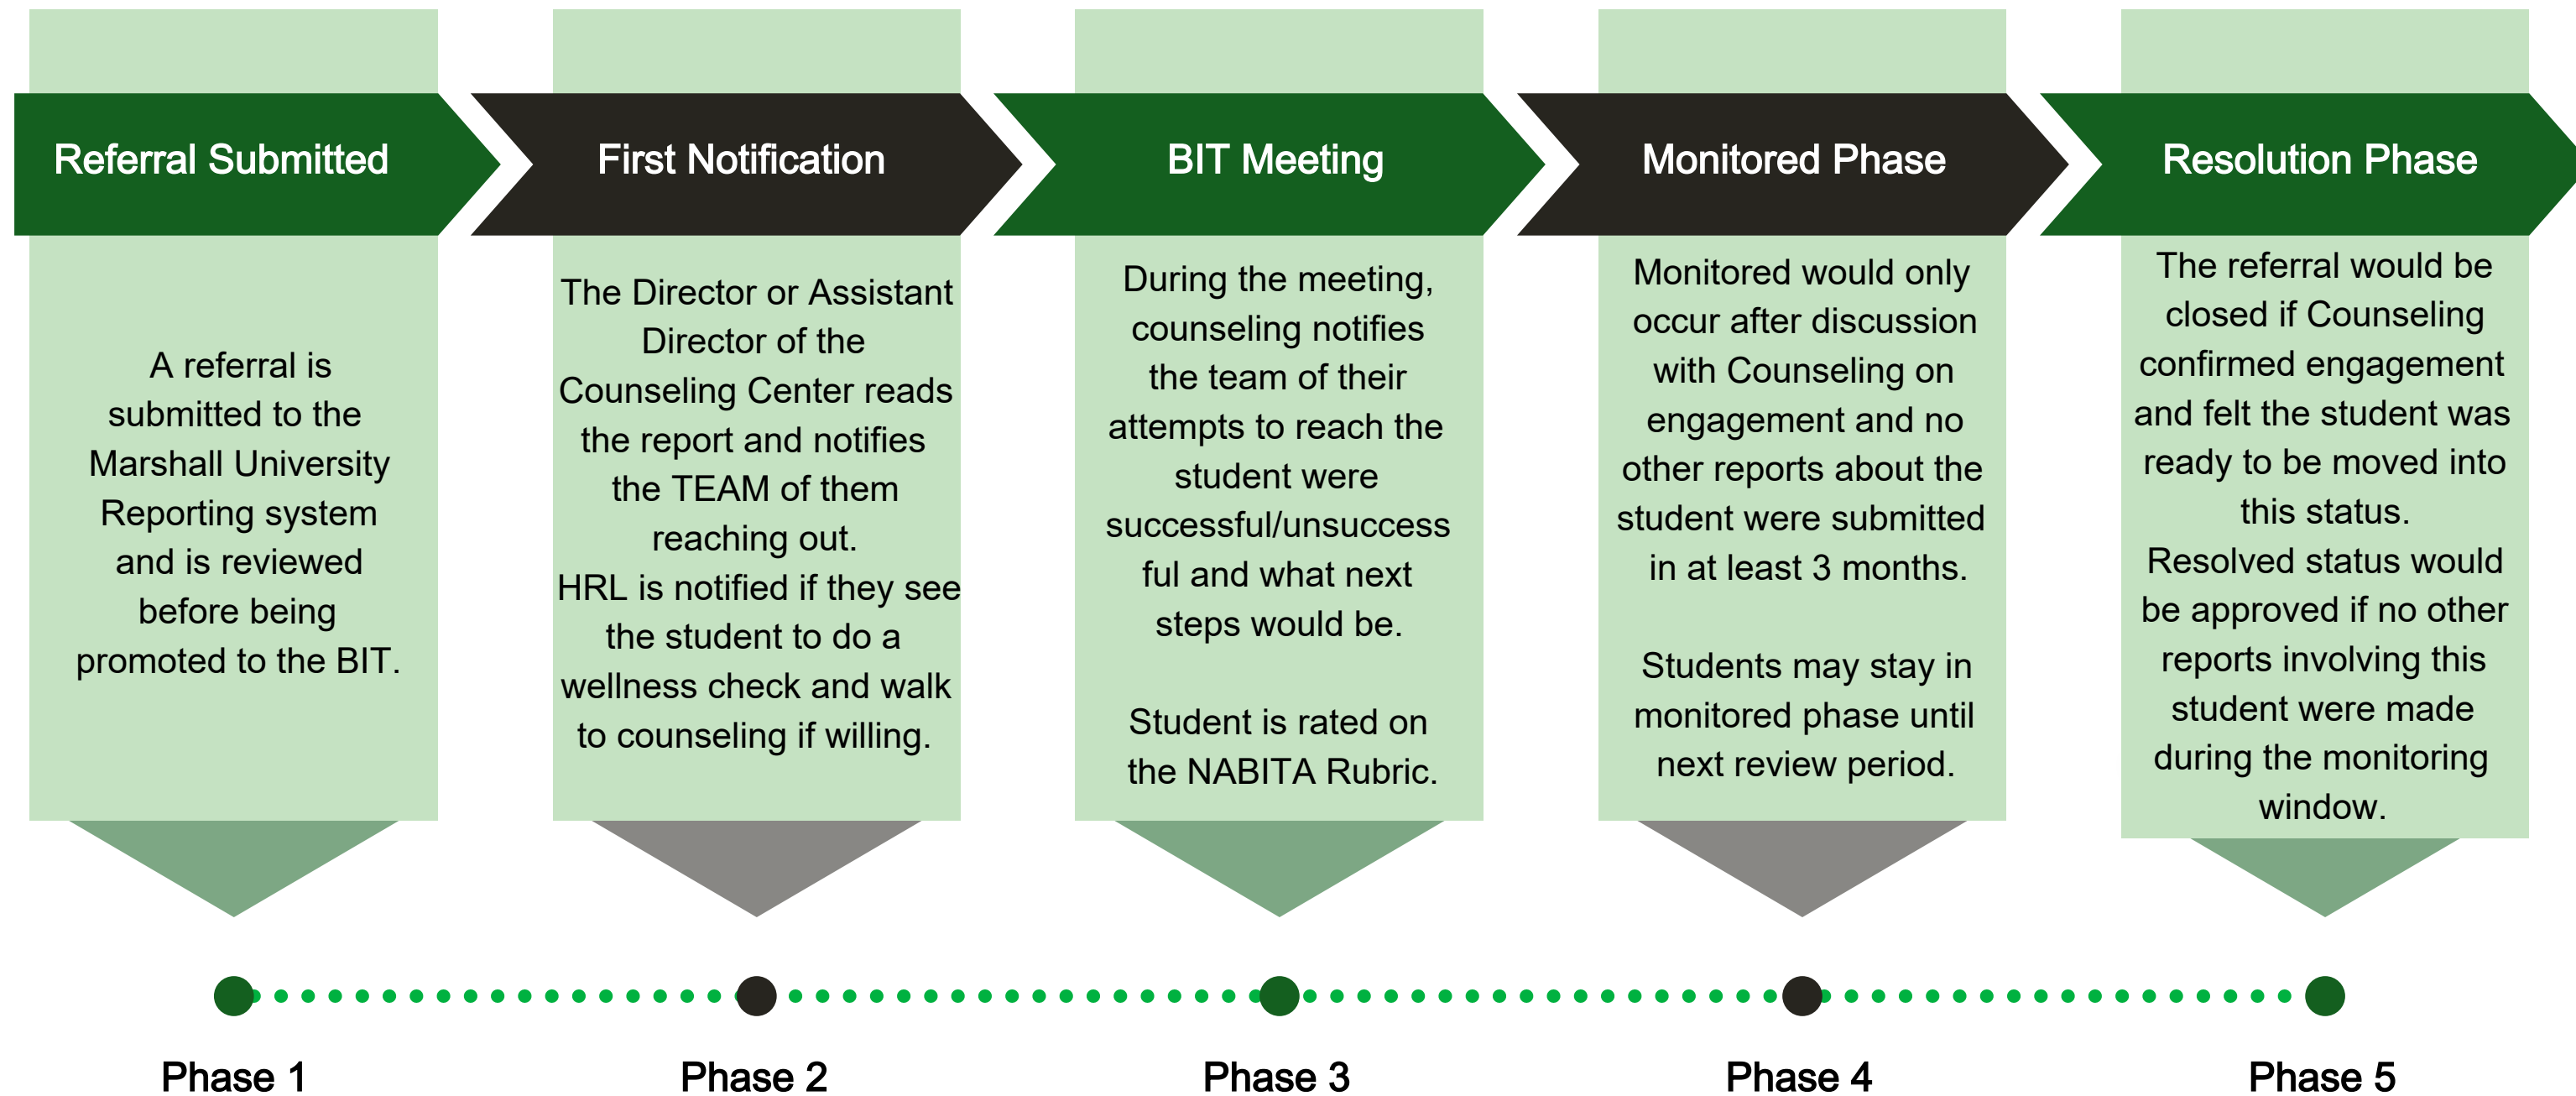 Referral Submitted
A referral is
submitted to the
Marshall University
Reporting system
and is reviewed
before being
promoted to the BIT.
First Notification
The Director or Assistant
Director of the
Counseling Center reads
the report and notifies
the TEAM of them
reaching out.
HRL is notified if they see
the student to do a
wellness check and walk
to counseling if willing.
BIT Meeting
During the meeting,
counseling notifies
the team of their
attempts to reach the
student were
successful/unsuccess
ful and what next
steps would be.
Student is rated on
the NABITA Rubric.
Monitored Phase
Monitored would only
occur after discussion
with Counseling on
engagement and no
other reports about the
student were submitted
in at least 3 months.
Students may stay in
monitored phase until
next review period.
Resolution Phase
The referral would be
closed if Counseling
confirmed engagement
and felt the student was
ready to be moved into
this status.
Resolved status would
be approved if no other
reports involving this
student were made
during the monitoring
window.
Phase 1
Phase 2
Phase 3
Phase 4
Phase 5